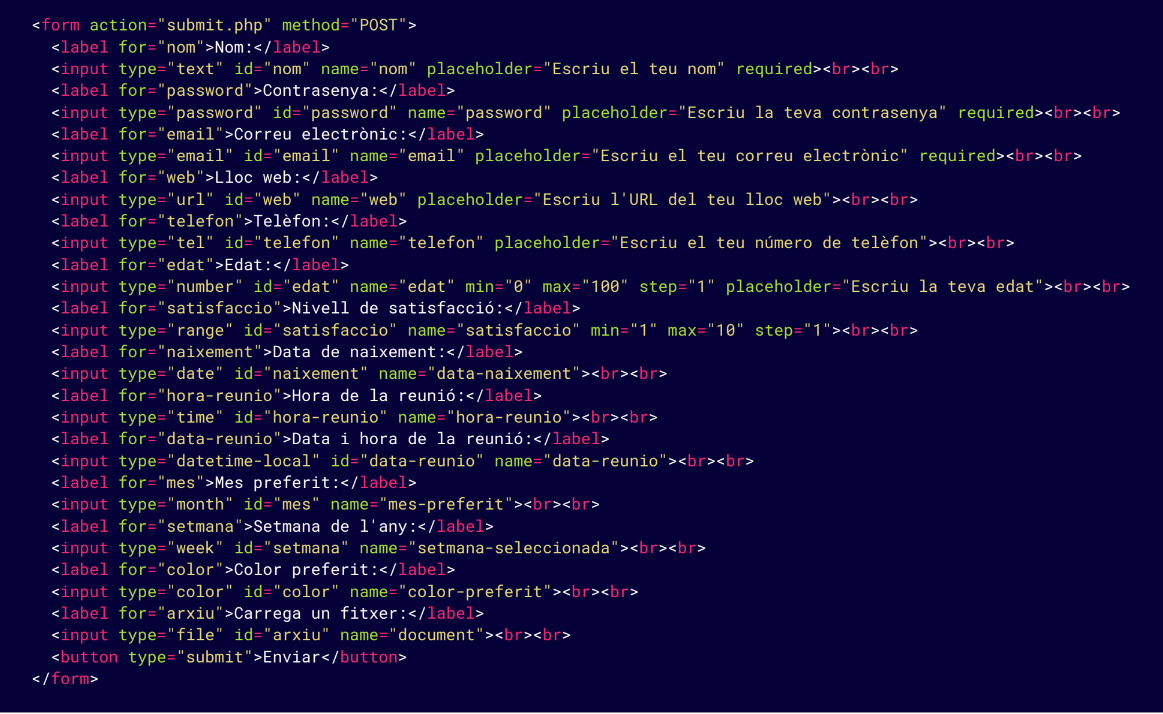 <form action="submit.php" method="POST">
<label for="nom">Nom:</label>
<input type="text" id="nom" name="nom" placeholder="Escriu el teu nom" required><br><br>
<label for="password">Contrasenya:</label>
<input type="password" id="password" name="password" placeholder="Escriu la teva contrasenya" required><br><br>
<label for="email">Correu electrònic:</label>
<input type="email" id="email" name="email" placeholder="Escriu el teu correu electrònic" required><br><br>
<label for="web">Lloc web:</label>
<input type="url" id="web" name="web" placeholder="Escriu l'URL del teu lloc web"><br><br>
<label for="telefon">Telèfon:</label>
<input type="tel" id="telefon" name="telefon" placeholder="Escriu el teu número de telèfon"><br><br>
<label for="edat">Edat:</label>
<input type="number" id="edat" name="edat" min="0" max="100" step="1" placeholder="Escriu la teva edat"><br><br>
<label for="satisfaccio">Nivell de satisfacció:</label>
<input type="range" id="satisfaccio" name="satisfaccio" min="1" max="10" step="1"><br><br>
<label for="naixement">Data de naixement:</label>
<input type="date" id="naixement" name="data-naixement"><br><br>
<label for="hora-reunio">Hora de la reunió:</label>
<input type="time" id="hora-reunio" name="hora-reunio"><br><br>
<label for="data-reunio">Data i hora de la reunió:</label>
<input type="datetime-local" id="data-reunio" name="data-reunio"><br><br>
<label for="mes">Mes preferit:</label>
<input type="month" id="mes" name="mes-preferit"><br><br>
<label for="setmana">Setmana de l'any:</label>
<input type="week" id="setmana" name="setmana-seleccionada"><br><br>
<label for="color">Color preferit:</label>
<input type="color" id="color" name="color-preferit"><br><br>
<label for="arxiu">Carrega un fitxer:</label>
<input type="file" id="arxiu" name="document"><br><br>
<button type="submit">Enviar</button>
</form>